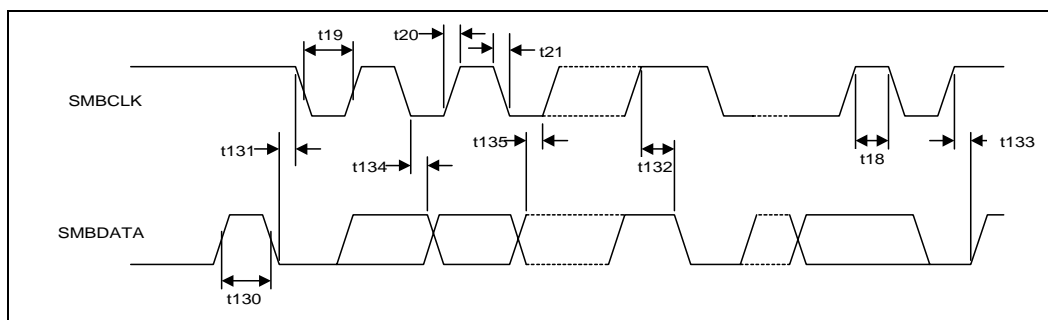 t19
t20
t21
SMBCLK
t131
t134
t135
t132
t18
t133
SMBDATA
t130